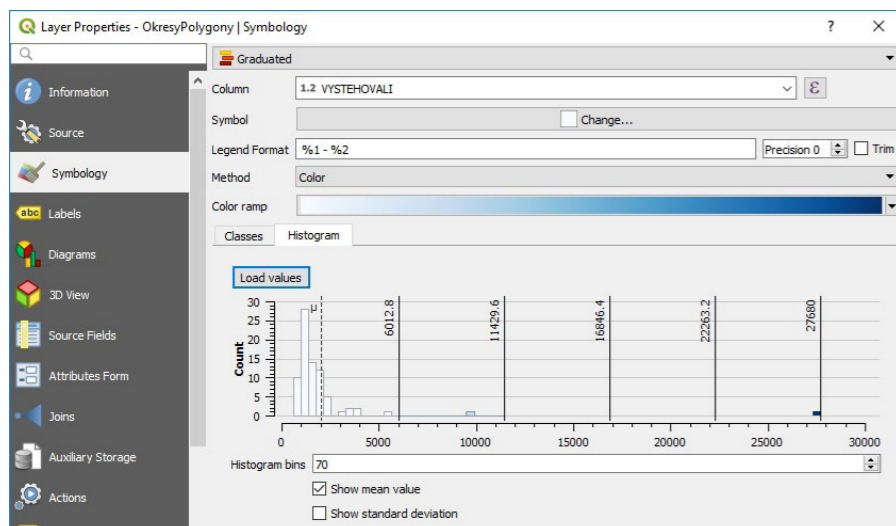 Layer Properties - OkresyPolygony | Symbology ? X
Graduated
Information
Source
Symbology
Labels
Diagrams
3D View
Source Fields
Attributes Form
Joins
Auxiliary Storage
Actions
abc
Column 1.2 VYSTEHOVALI ε
Symbol Change...
Legend Format %1 - %2 Precision 0 Trim
Method Color
Color ramp
Classes Histogram
Load values
30
25
20
15
10
5
0
Count
μ
6012.8
11429.6
16846.4
22263.2
27680
0 5000 10000 15000 20000 25000 30000
Histogram bins 70
Show mean value
Show standard deviation